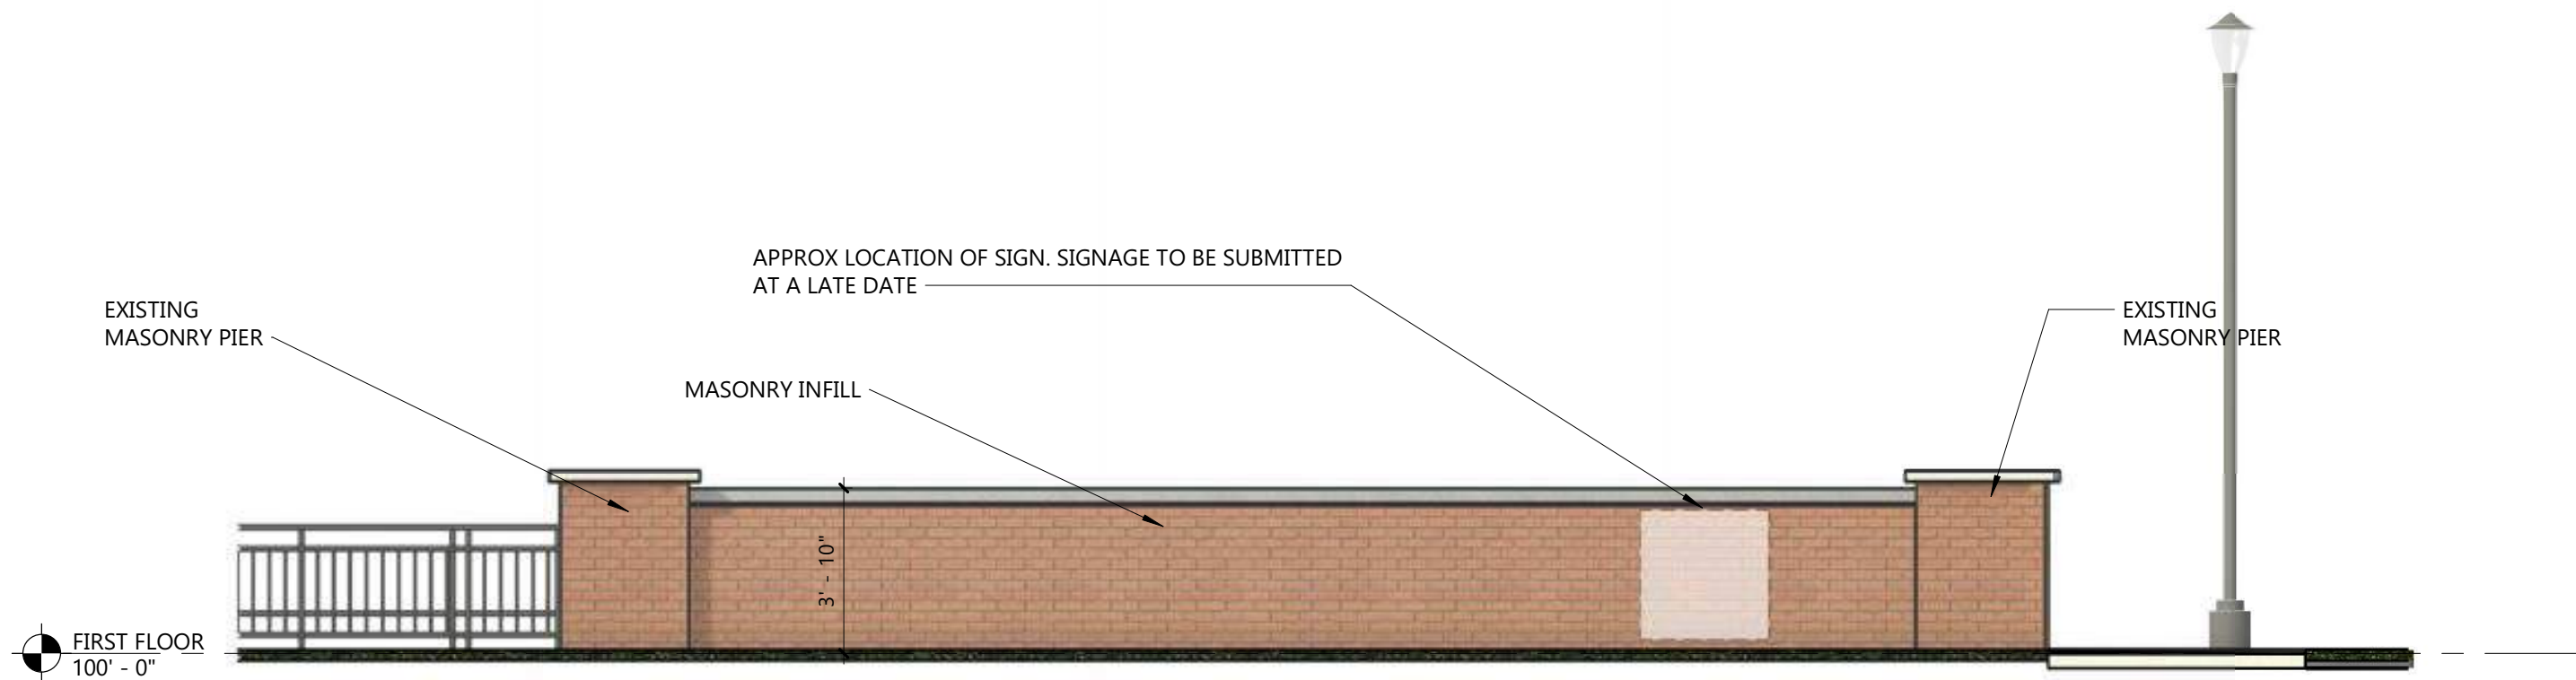 APPROX LOCATION OF SIGN. SIGNAGE TO BE SUBMITTED
AT A LATE DATE
EXISTING
MASONRY PIER
EXISTING
MASONRY PIER
MASONRY INFILL
3' - 10"
FIRST FLOOR
100' - 0"